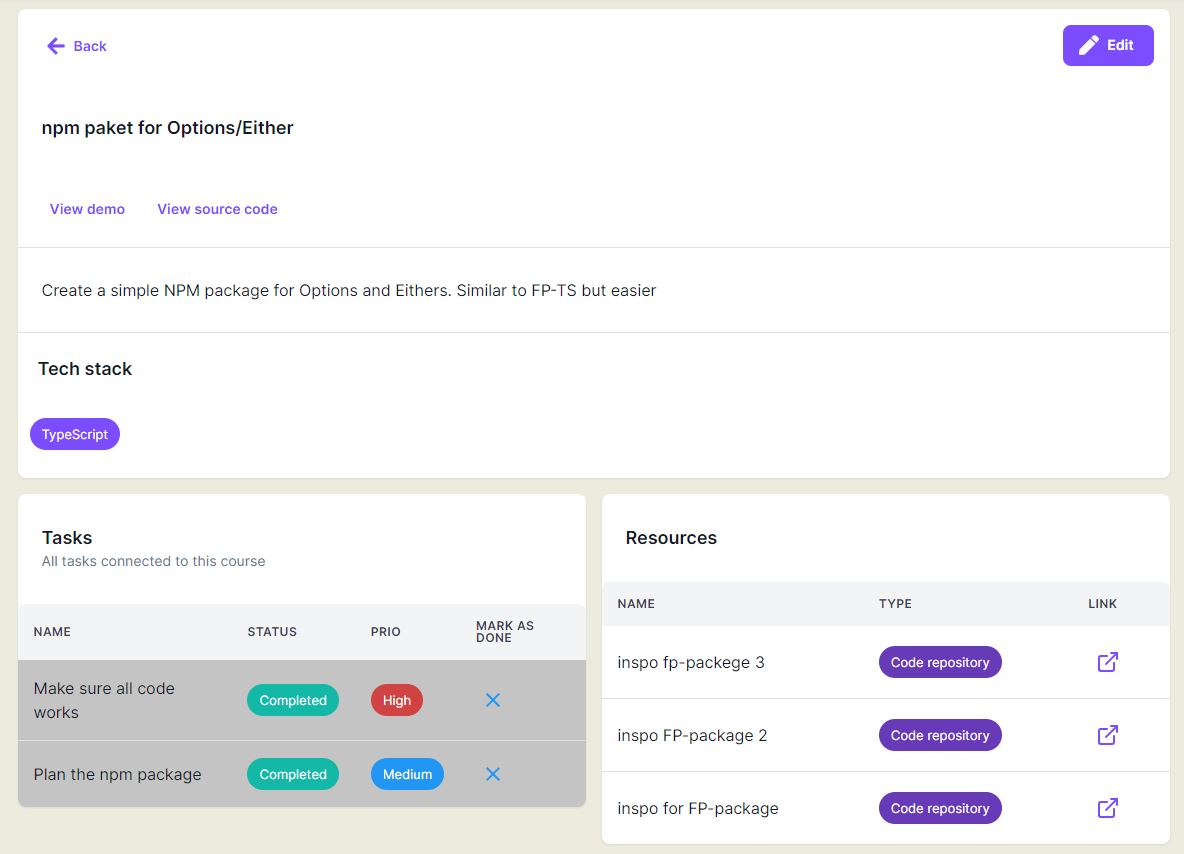 Back
Edit
npm paket for Options/Either
View demo View source code
Create a simple NPM package for Options and Eithers. Similar to FP-TS but easier
Tech stack
TypeScript
Tasks
All tasks connected to this course
NAME STATUS PRIO MARK AS
DONE
Make sure all code
works
Completed High
Plan the npm package Completed Medium
Resources
NAME TYPE LINK
inspo fp-packege 3 Code repository
inspo FP-package 2 Code repository
inspo for FP-package Code repository